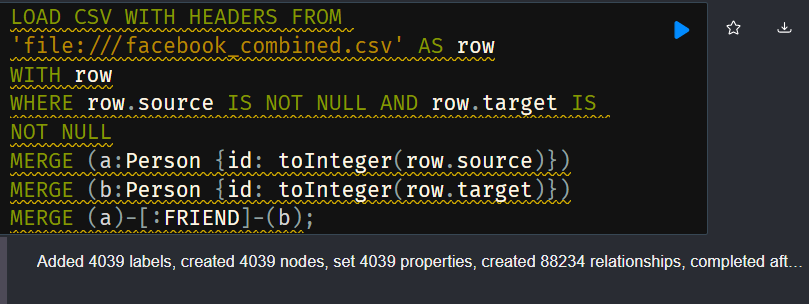 LOAD CSV WITH HEADERS FROM
'file:///facebook_combined.csv' AS row
WITH row
WHERE row.source IS NOT NULL AND row.target IS
NOT NULL
MERGE (a:Person {id: toInteger(row.source)})
MERGE (b:Person {id: toInteger(row.target)})
MERGE (a)-[:FRIEND]-(b);
Added 4039 labels, created 4039 nodes, set 4039 properties, created 88234 relationships, completed aft...